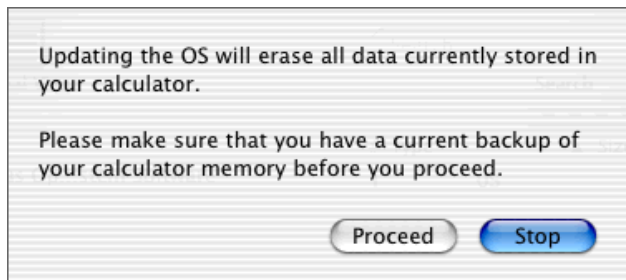 Updating the OS will erase all data currently stored in
your calculator.
Please make sure that you have a current backup of
your calculator memory before you proceed.
Proceed Stop